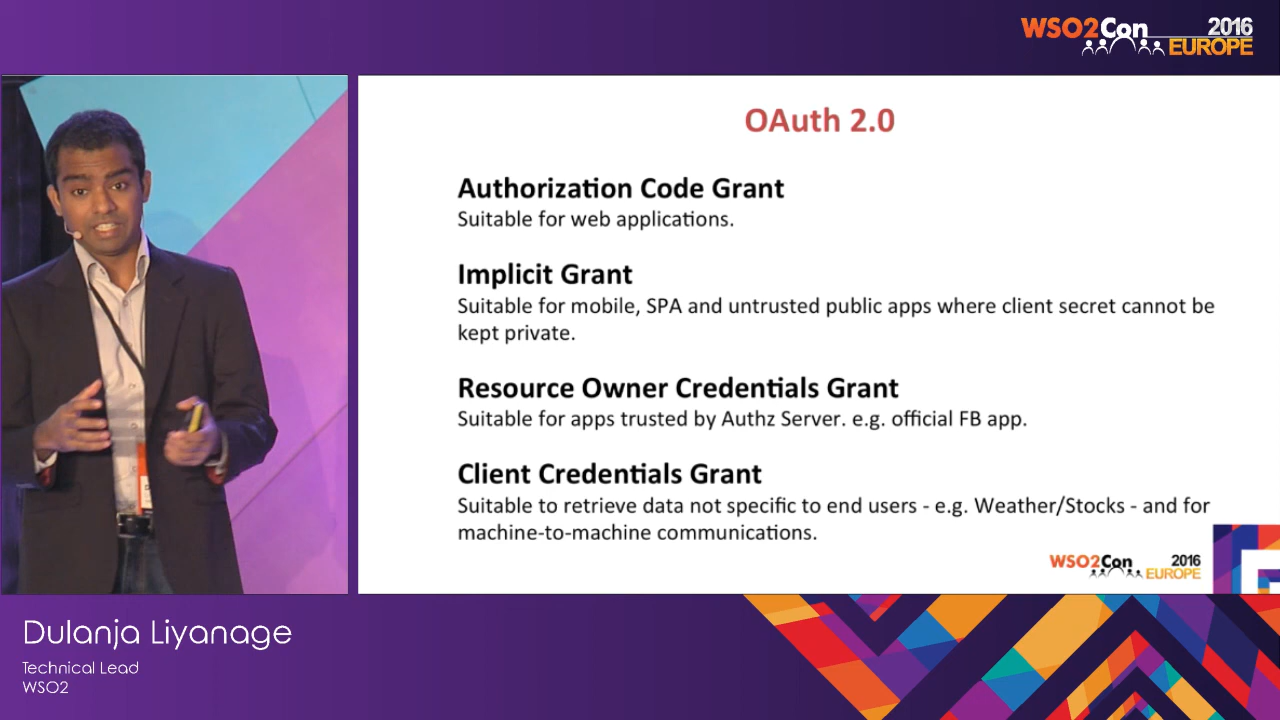 WSO2Con 2016
EUROPE
OAuth 2.0
Authorization Code Grant
Suitable for web applications.
Implicit Grant
Suitable for mobile, SPA and untrusted public apps where client secret cannot be
kept private.
Resource Owner Credentials Grant
Suitable for apps trusted by Authz Server. e.g. official FB app.
Client Credentials Grant
Suitable to retrieve data not specific to end users - e.g. Weather/Stocks - and for
machine-to-machine communications.
WSO2Con 2016
EUROPE
Dulanja Liyanage
Technical Lead
WSO2